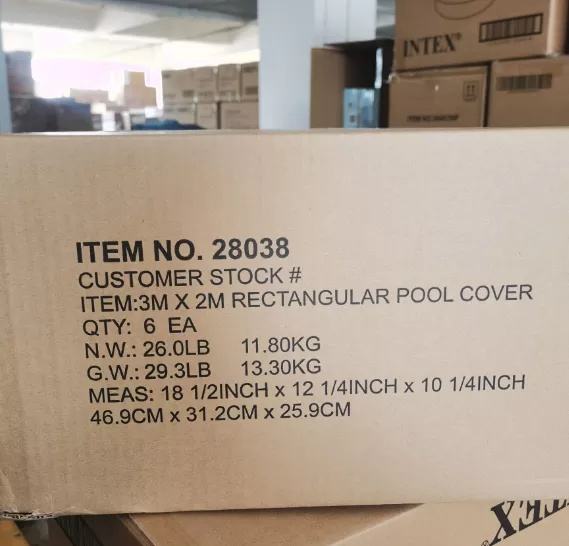 INTEX®
ITEM NO. 28038
CUSTOMER STOCK #
ITEM:3M X 2M RECTANGULAR POOL COVER
QTY: 6 EA
N.W.: 26.0LB 11.80KG
G.W.: 29.3LB 13.30KG
MEAS: 18 1/2INCH x 12 1/4INCH x 10 1/4INCH
46.9CM x 31.2CM x 25.9CM